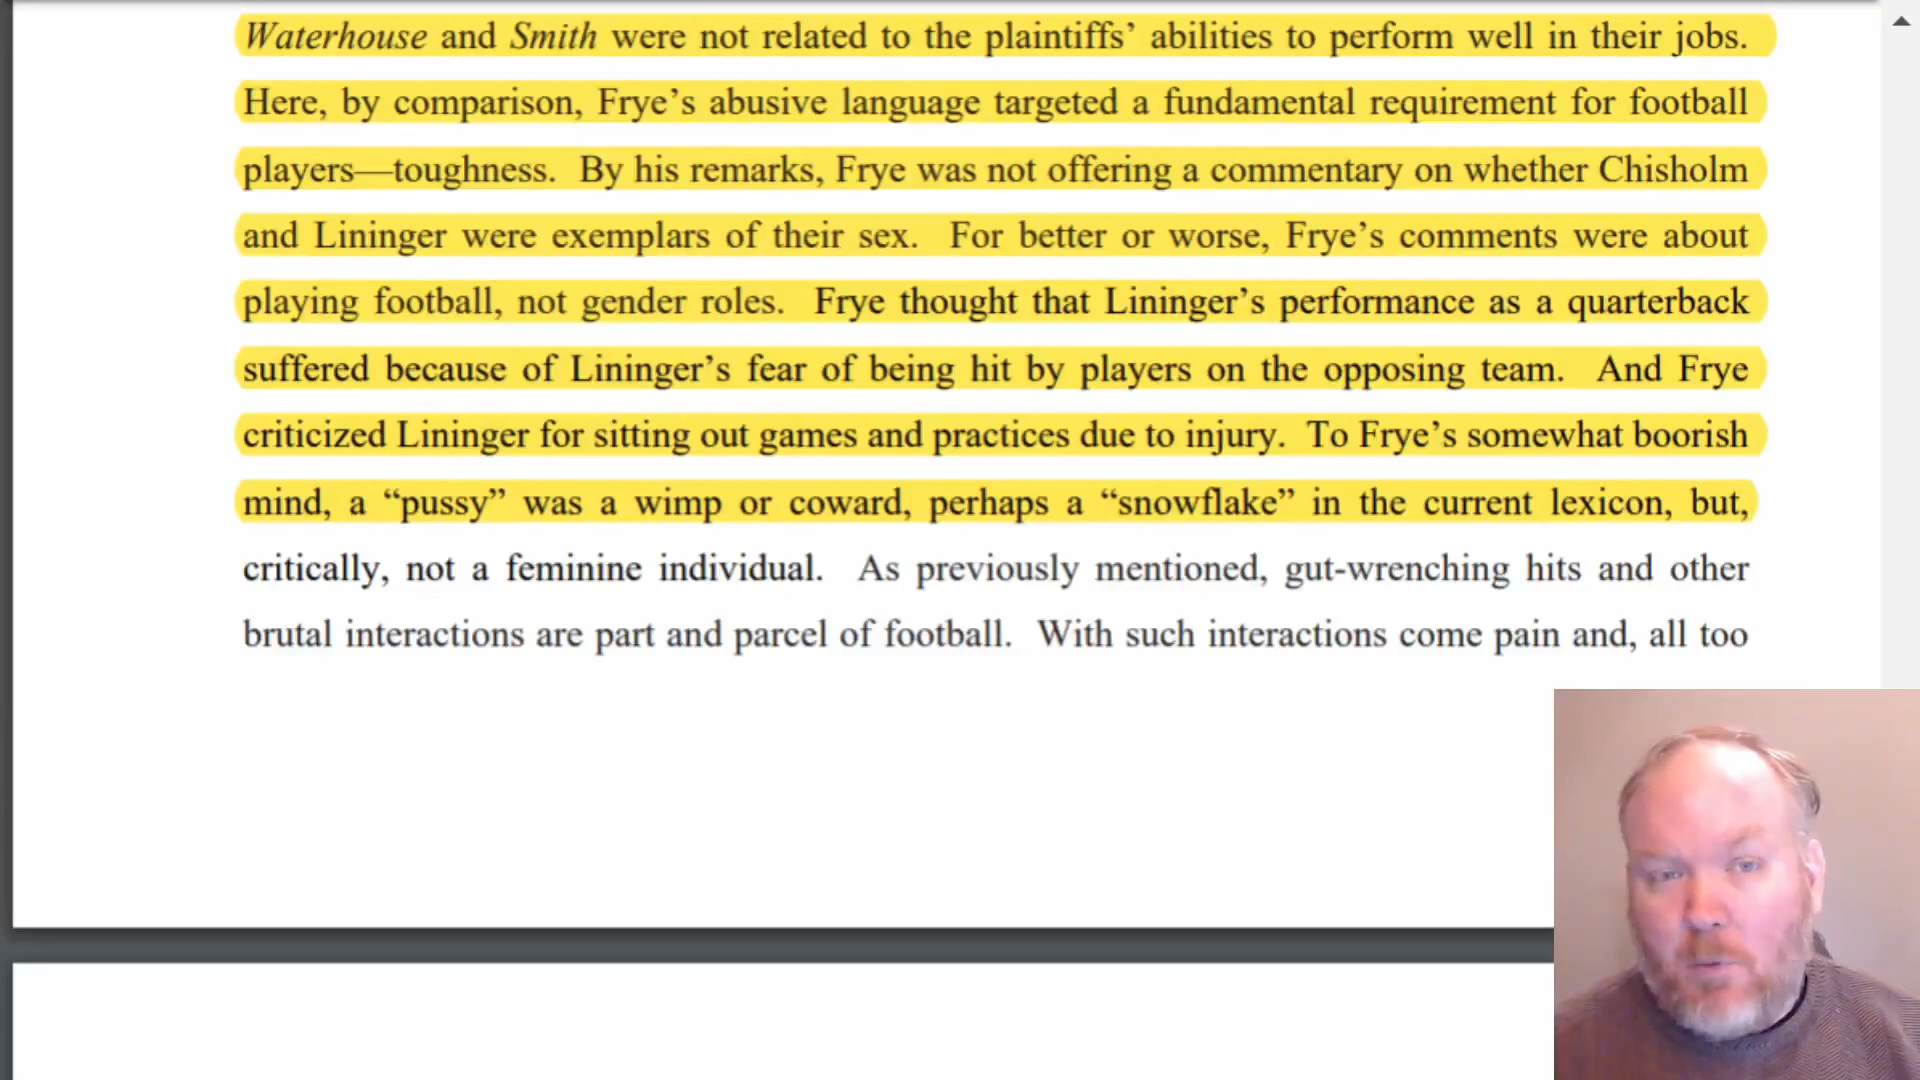 Waterhouse and Smith were not related to the plaintiffs’ abilities to perform well in their jobs.
Here, by comparison, Frye’s abusive language targeted a fundamental requirement for football
players—toughness. By his remarks, Frye was not offering a commentary on whether Chisholm
and Lininger were exemplars of their sex. For better or worse, Frye’s comments were about
playing football, not gender roles. Frye thought that Lininger’s performance as a quarterback
suffered because of Lininger’s fear of being hit by players on the opposing team. And Frye
criticized Lininger for sitting out games and practices due to injury. To Frye’s somewhat boorish
mind, a “pussy” was a wimp or coward, perhaps a “snowflake” in the current lexicon, but,
critically, not a feminine individual. As previously mentioned, gut-wrenching hits and other
brutal interactions are part and parcel of football. With such interactions come pain and, all too